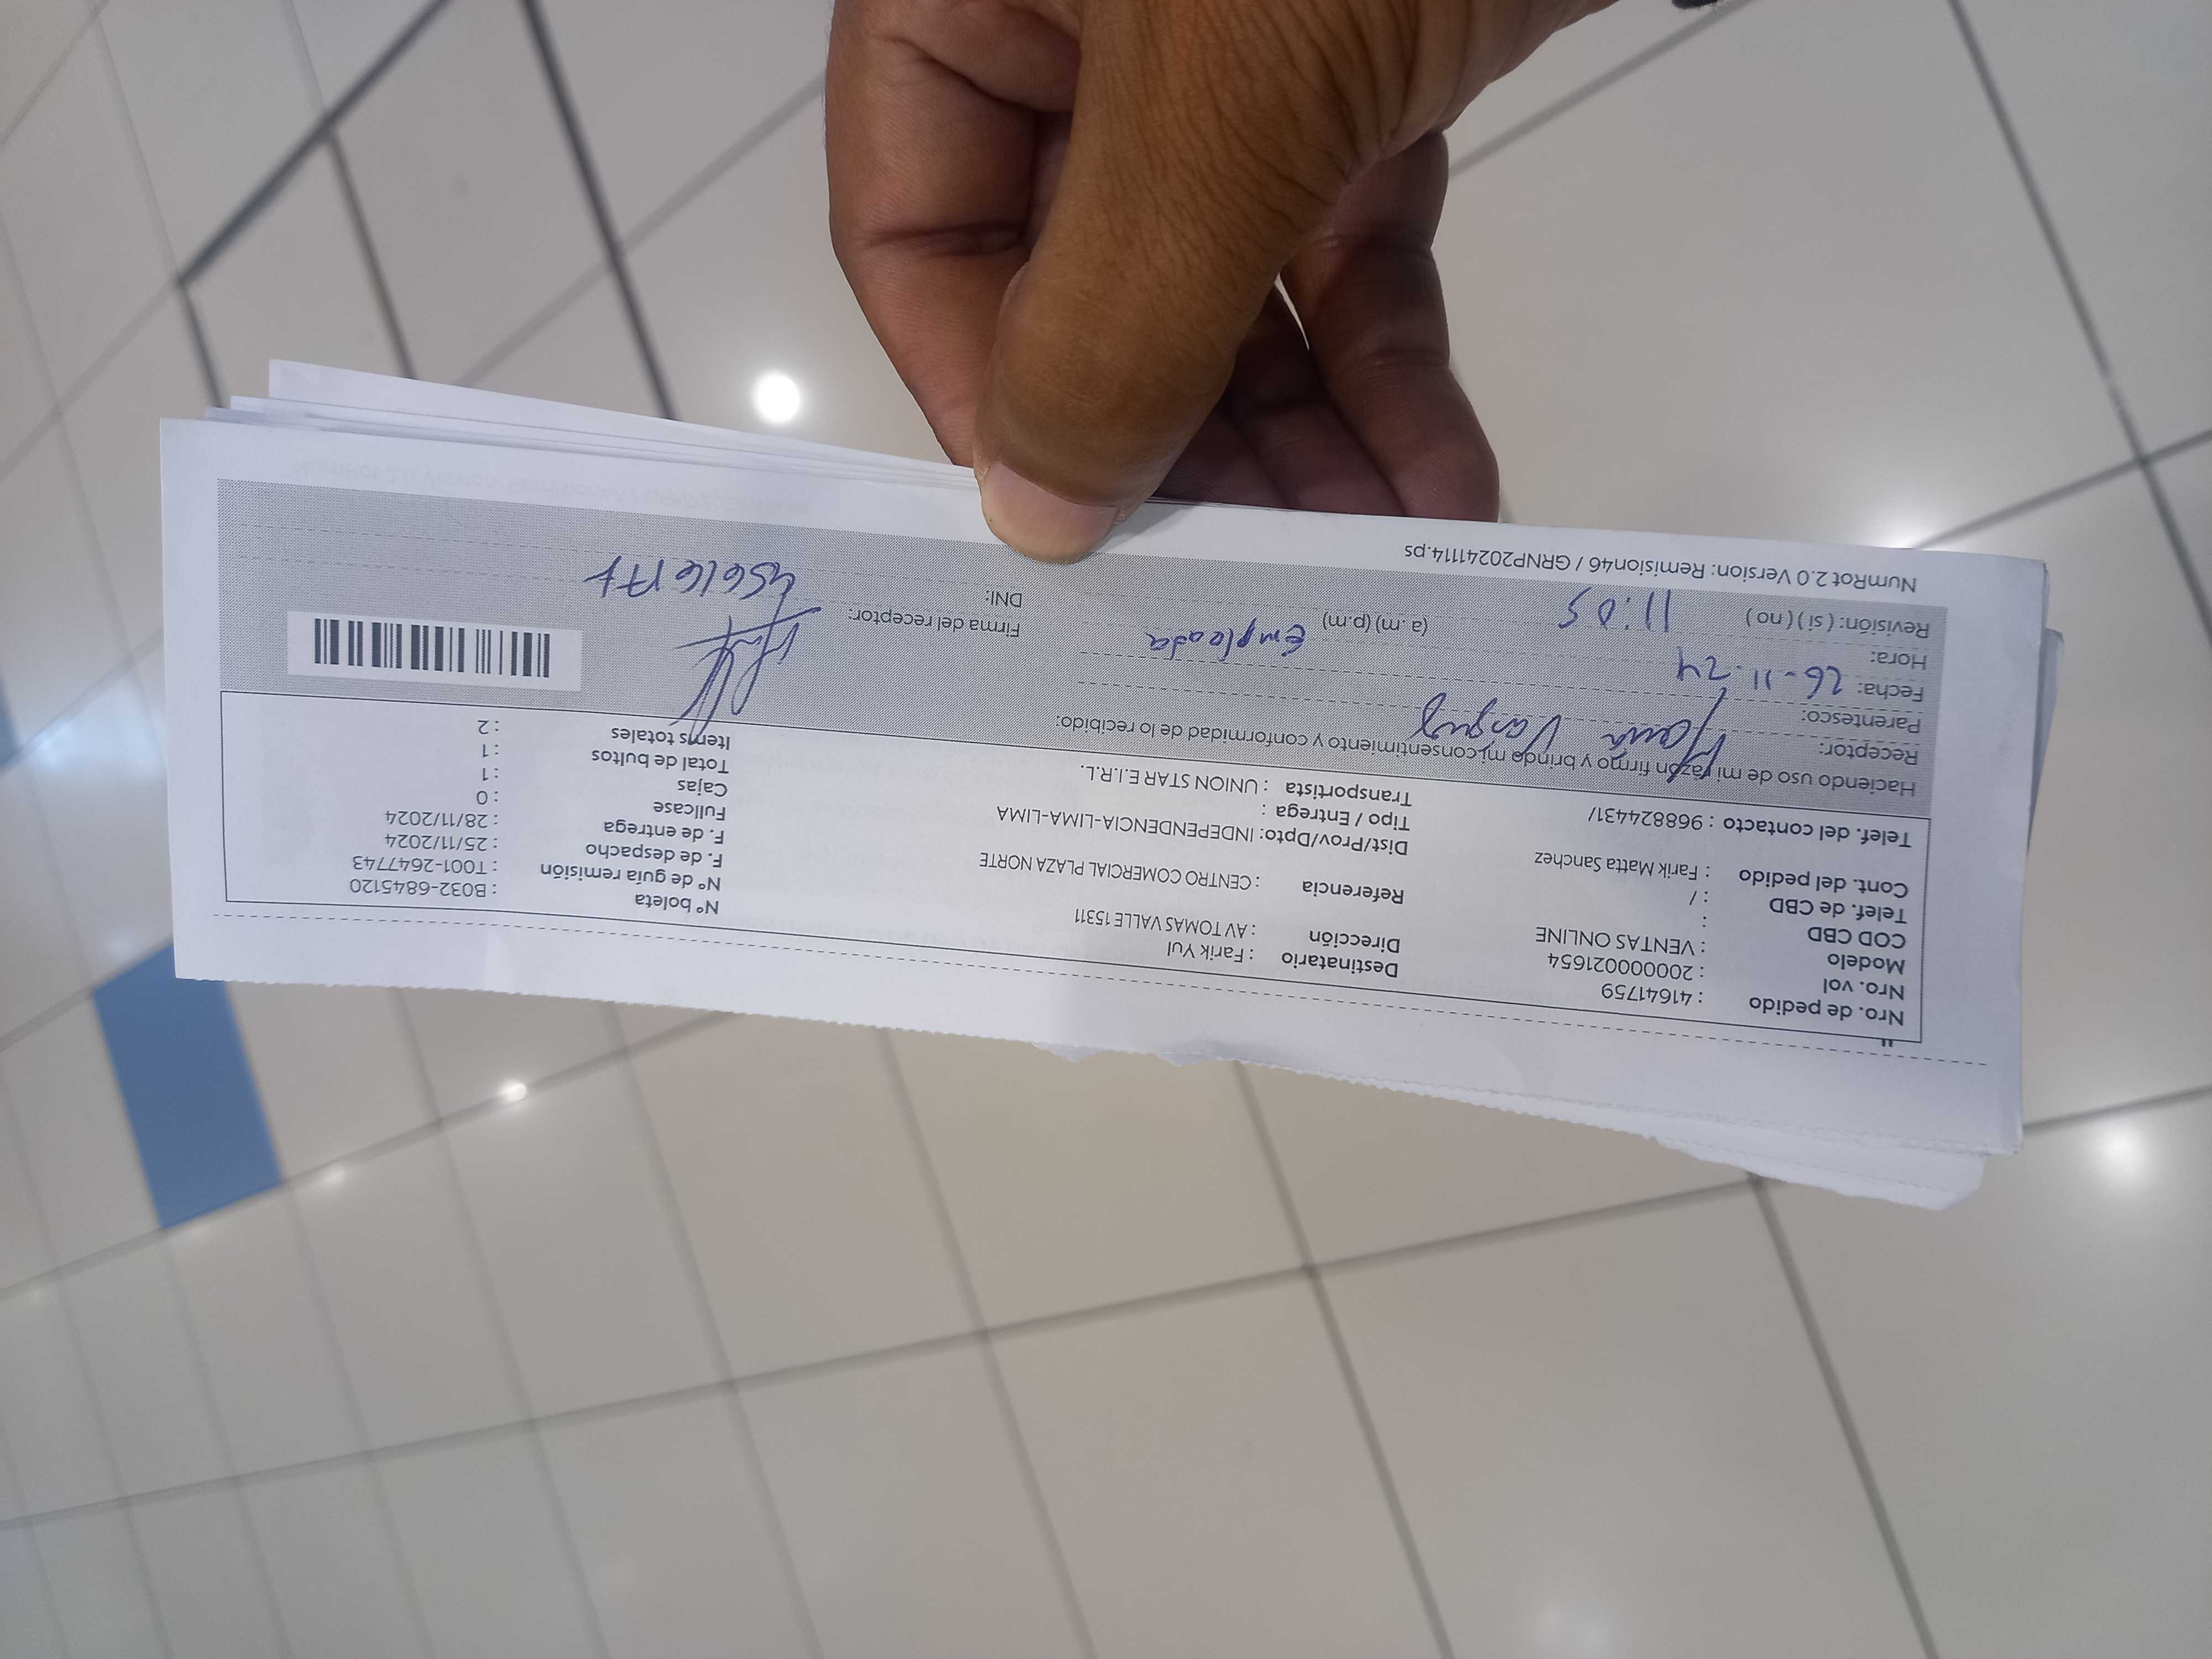 Nro. de pedido : 41641759
Nro. vol : 20000021654
Modelo : VENTAS ONLINE
COD CBD :
Telef. de CBD : /
Cont. del pedido : Farik Matta Sanchez
Telef. del contacto : 968824431/
Destinatario : Farik Yul
Dirección : AV TOMAS VALLE 15311
Referencia : CENTRO COMERCIAL PLAZA NORTE
Dist/Prov/Dpto: INDEPENDENCIA-LIMA-LIMA
Tipo / Entrega :
Transportista : UNION STAR E.I.R.L.
N° boleta : B032-6845120
N° de guía remisión : T001-2647743
F. de despacho : 25/11/2024
F. de entrega : 28/11/2024
Fullcase : 0
Cajas : 1
Total de bultos : 1
Items totales : 2
Haciendo uso de mi razón firmo y brindo mi consentimiento y conformidad de lo recibido:
Receptor: Vasquez
Parentesco: Empleada
Fecha: 26-11-24
Hora: 11:05 (a.m) (p.m)
Revisión: ( si ) ( no )
Firma del receptor:
DNI:
NumRot 2.0 Version: Remision46 / GRNP20241114.ps